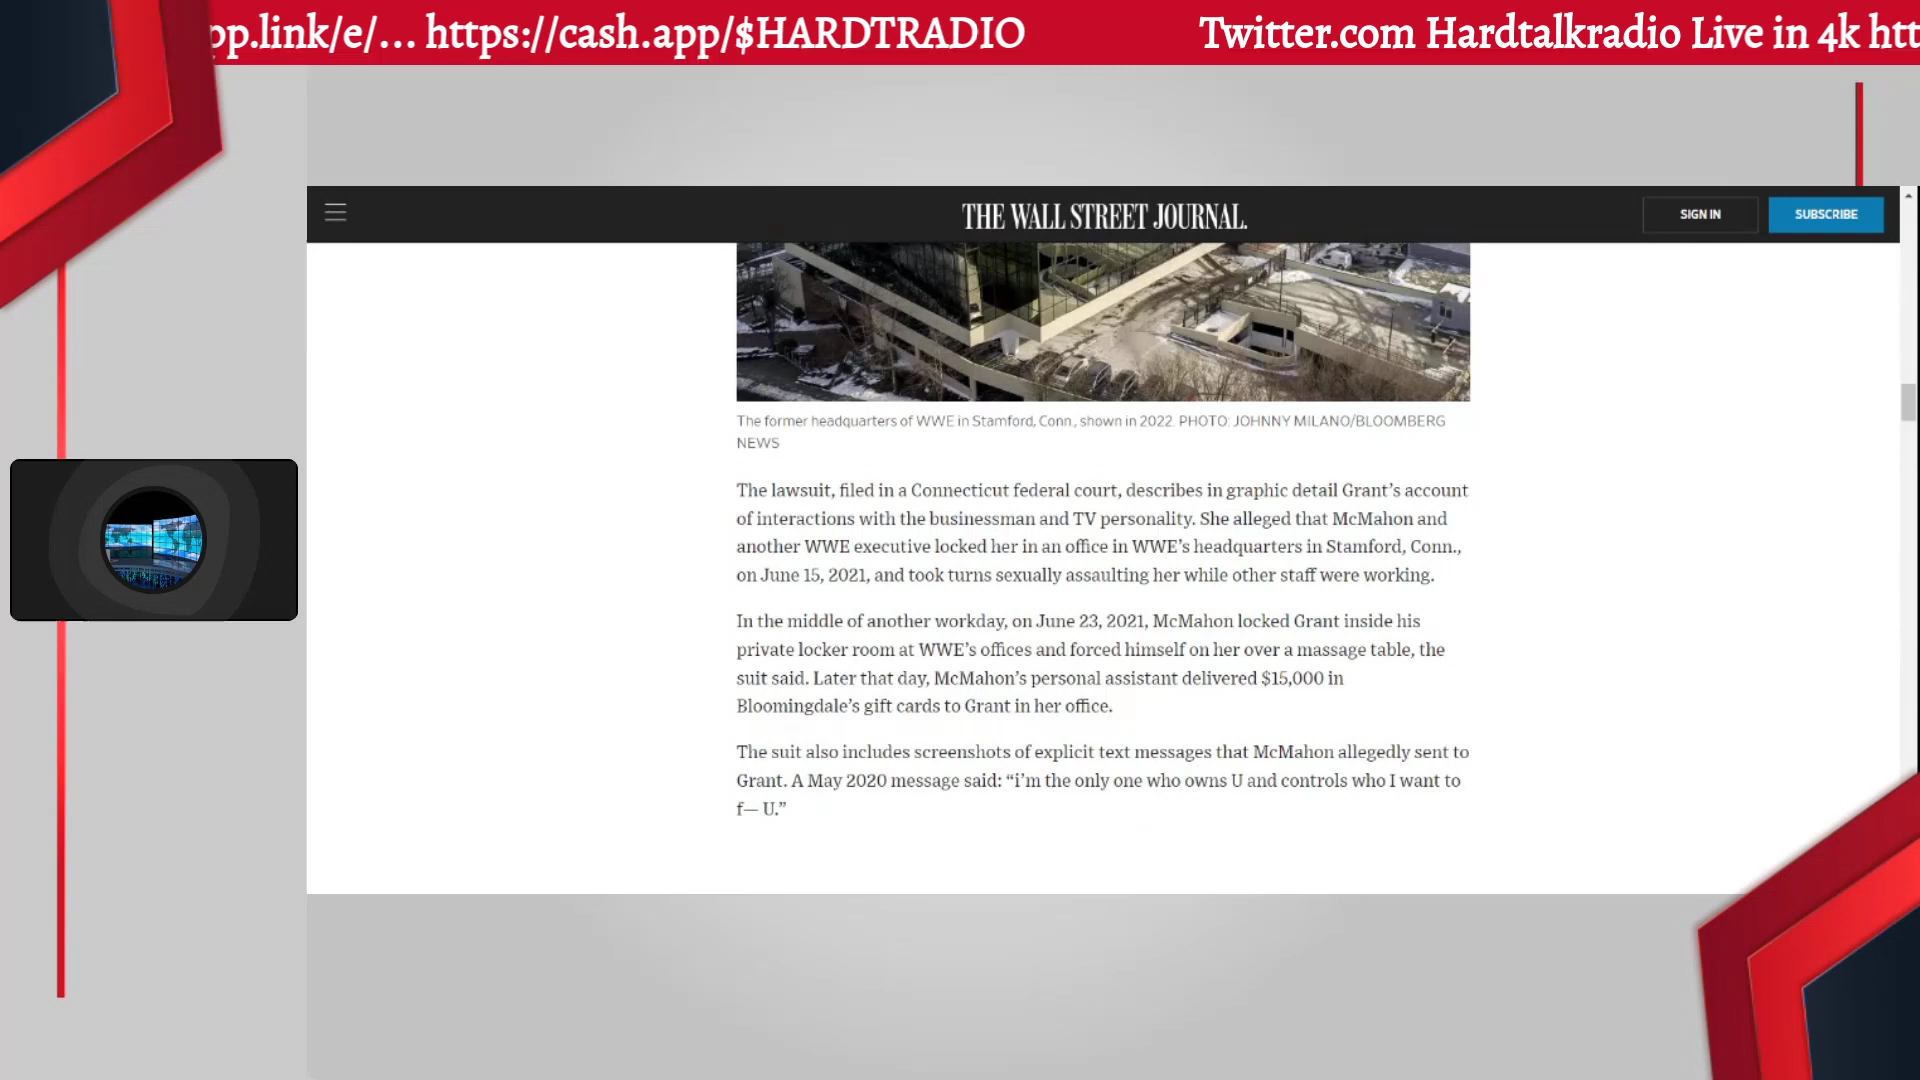 pp.link/e/... https://cash.app/$HARDTRADIO
Twitter.com Hardtalkradio Live in 4k htt
THE WALL STREET JOURNAL.
SIGN IN
SUBSCRIBE
The former headquarters of WWE in Stamford, Conn., shown in 2022. PHOTO: JOHNNY MILANO/BLOOMBERG
NEWS
The lawsuit, filed in a Connecticut federal court, describes in graphic detail Grant’s account
of interactions with the businessman and TV personality. She alleged that McMahon and
another WWE executive locked her in an office in WWE’s headquarters in Stamford, Conn.,
on June 15, 2021, and took turns sexually assaulting her while other staff were working.
In the middle of another workday, on June 23, 2021, McMahon locked Grant inside his
private locker room at WWE’s offices and forced himself on her over a massage table, the
suit said. Later that day, McMahon’s personal assistant delivered $15,000 in
Bloomingdale’s gift cards to Grant in her office.
The suit also includes screenshots of explicit text messages that McMahon allegedly sent to
Grant. A May 2020 message said: “i’m the only one who owns U and controls who I want to
f— U.”